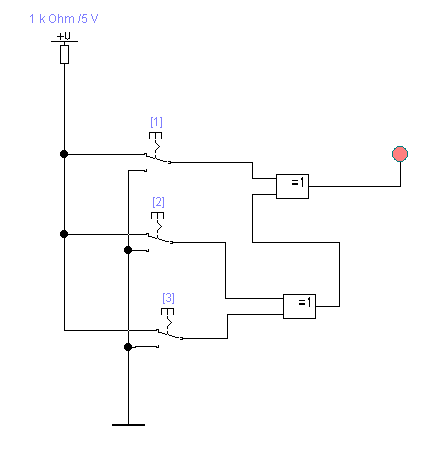 1 k Ohm /5 V
+U
[1]
=1
[2]
[3]
=1